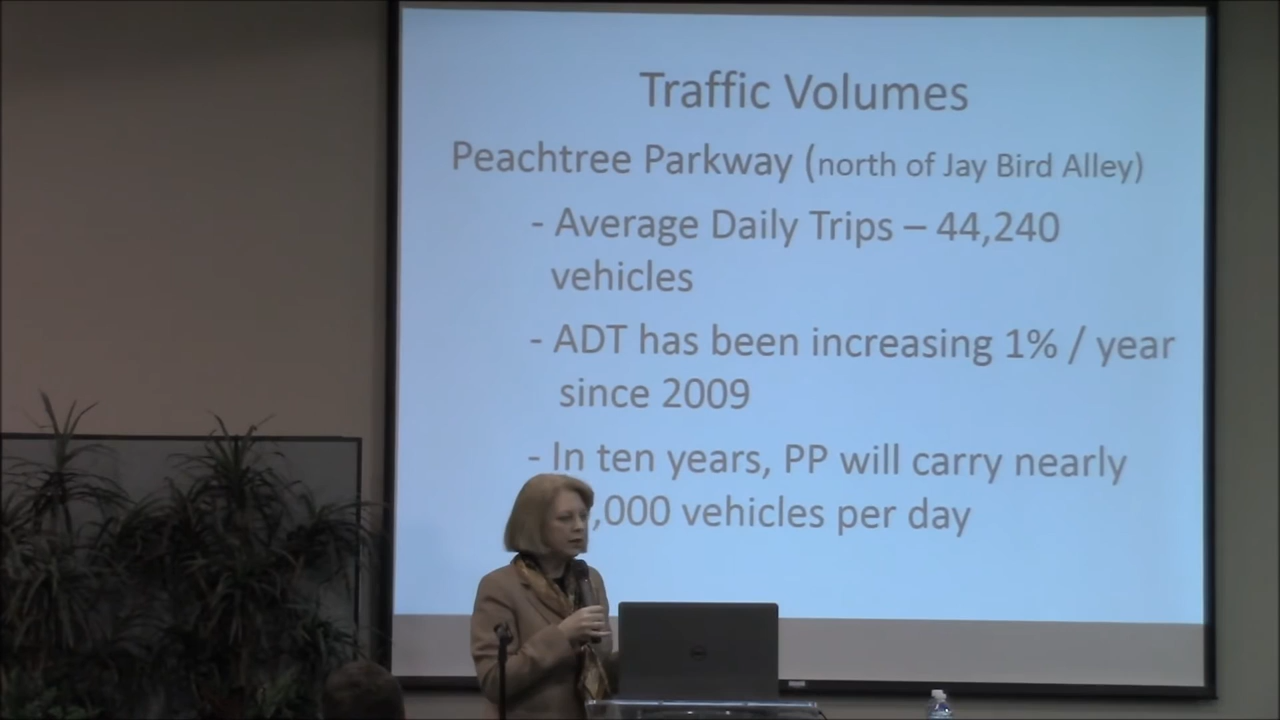 Traffic Volumes
Peachtree Parkway (north of Jay Bird Alley)
- Average Daily Trips – 44,240
vehicles
- ADT has been increasing 1% / year
since 2009
- In ten years, PP will carry nearly
,000 vehicles per day
DELL